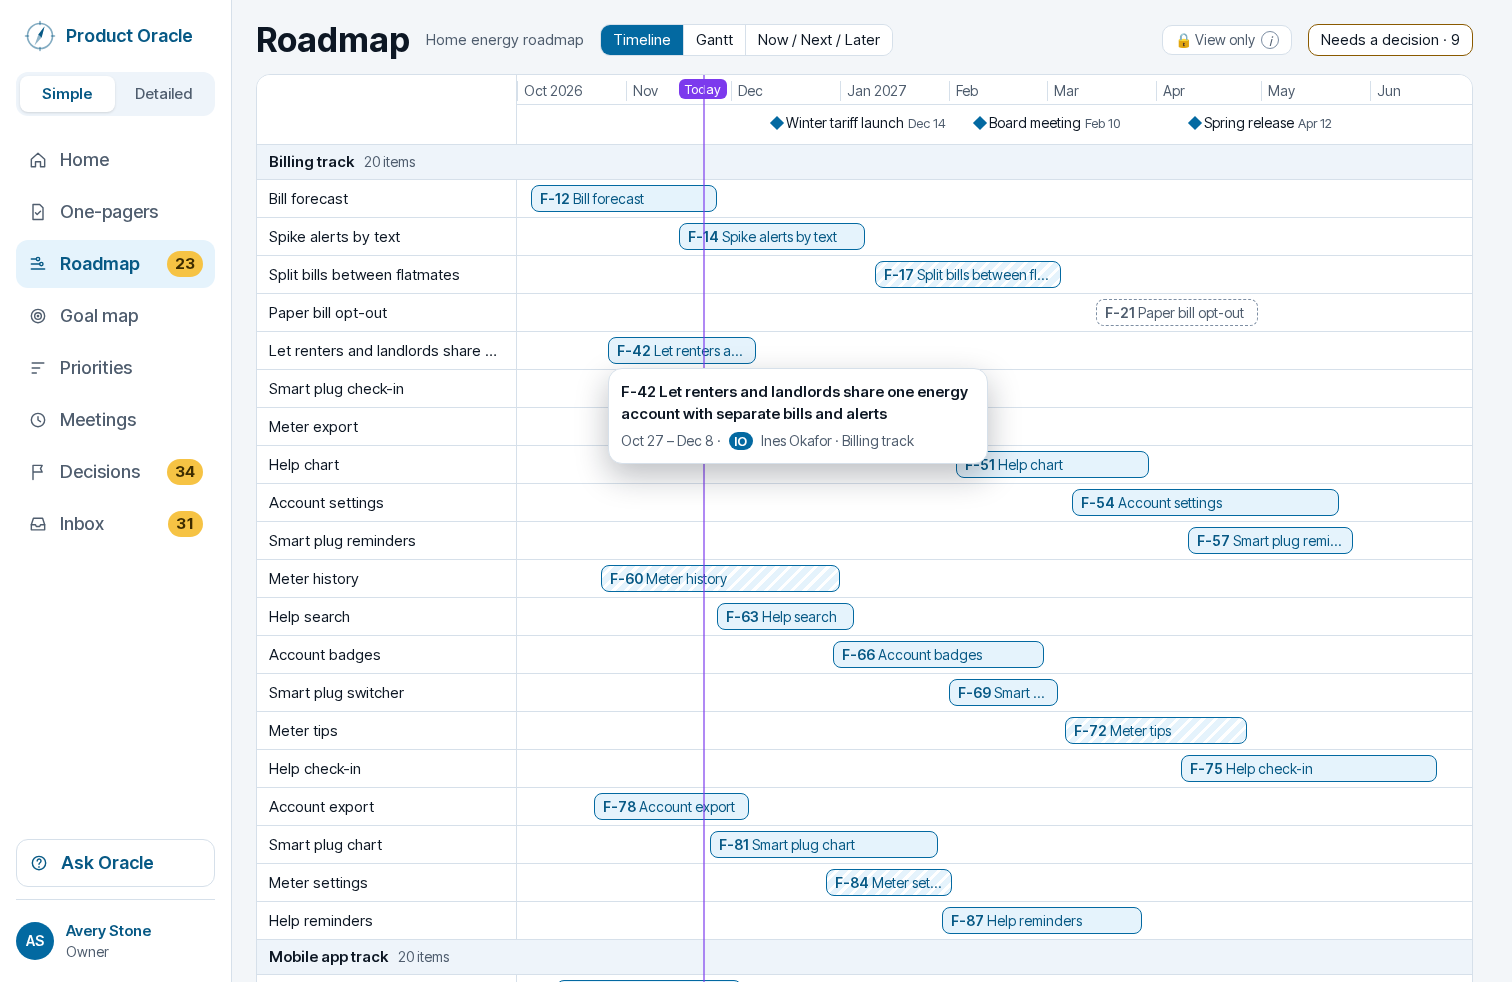 Product Oracle
Simple
Detailed
Home
One-pagers
Roadmap 23
Goal map
Priorities
Meetings
Decisions 34
Inbox 31
Ask Oracle
AS
Avery Stone
Owner
Roadmap
Home energy roadmap
Timeline
Gantt
Now / Next / Later
🔒 View only i
Needs a decision · 9
Oct 2026
Nov
Today
Dec
Jan 2027
Feb
Mar
Apr
May
Jun
Winter tariff launch Dec 14
Board meeting Feb 10
Spring release Apr 12
Billing track 20 items
Bill forecast
F-12 Bill forecast
Spike alerts by text
F-14 Spike alerts by text
Split bills between flatmates
F-17 Split bills between fl...
Paper bill opt-out
F-21 Paper bill opt-out
Let renters and landlords share ...
F-42 Let renters a...
Smart plug check-in
F-42 Let renters and landlords share one energy
account with separate bills and alerts
Oct 27 – Dec 8 · IO Ines Okafor · Billing track
Meter export
Help chart
F-51 Help chart
Account settings
F-54 Account settings
Smart plug reminders
F-57 Smart plug remi...
Meter history
F-60 Meter history
Help search
F-63 Help search
Account badges
F-66 Account badges
Smart plug switcher
F-69 Smart ...
Meter tips
F-72 Meter tips
Help check-in
F-75 Help check-in
Account export
F-78 Account export
Smart plug chart
F-81 Smart plug chart
Meter settings
F-84 Meter set...
Help reminders
F-87 Help reminders
Mobile app track 20 items